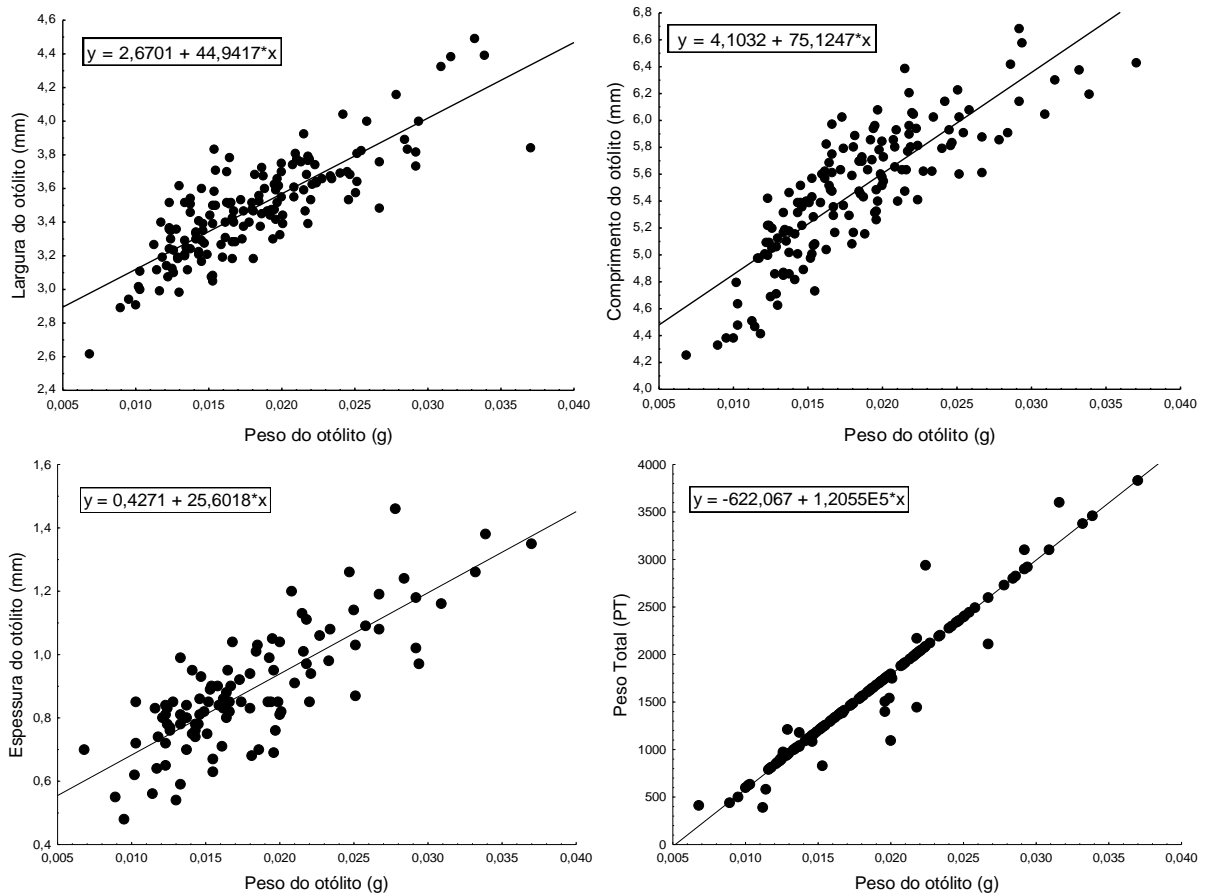 y = 2,6701 + 44,9417*x
Largura do otólito (mm)
4,6
4,4
4,2
4,0
3,8
3,6
3,4
3,2
3,0
2,8
2,6
2,4
0,005 0,010 0,015 0,020 0,025 0,030 0,035 0,040
Peso do otólito (g)
y = 4,1032 + 75,1247*x
Comprimento do otólito (mm)
6,8
6,6
6,4
6,2
6,0
5,8
5,6
5,4
5,2
5,0
4,8
4,6
4,4
4,2
4,0
0,005 0,010 0,015 0,020 0,025 0,030 0,035 0,040
Peso do otólito (g)
y = 0,4271 + 25,6018*x
Espessura do otólito (mm)
1,6
1,4
1,2
1,0
0,8
0,6
0,4
0,005 0,010 0,015 0,020 0,025 0,030 0,035 0,040
Peso do otólito (g)
y = -622,067 + 1,2055E5*x
Peso Total (PT)
4000
3500
3000
2500
2000
1500
1000
500
0
0,005 0,010 0,015 0,020 0,025 0,030 0,035 0,040
Peso do otólito (g)